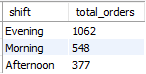 shift total_orders
Evening 1062
Morning 548
Afternoon 377